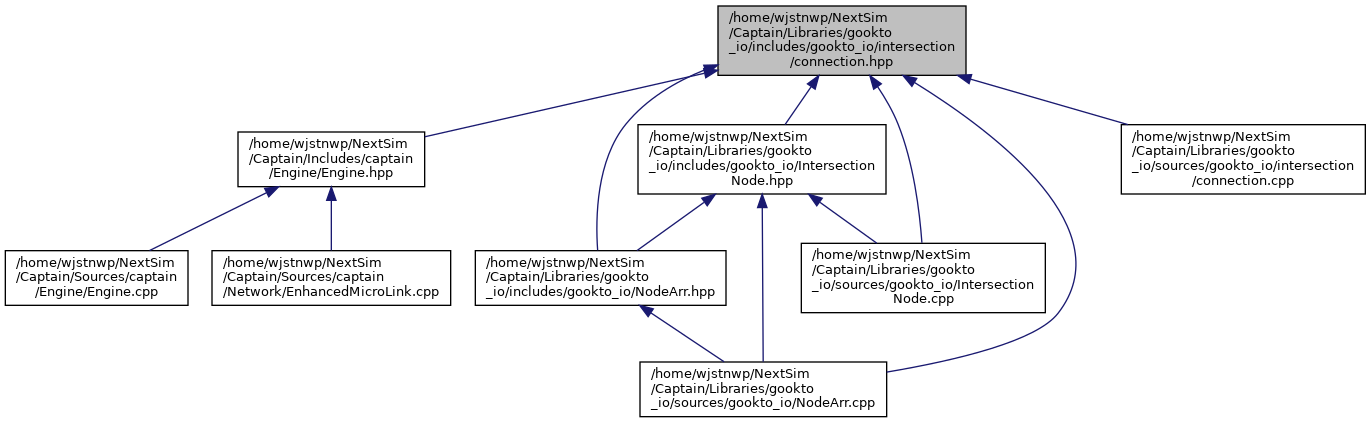 /home/wjstnwp/NextSim
/Captain/Libraries/gookto
_io/includes/gookto_io/intersection
/connection.hpp
/home/wjstnwp/NextSim
/Captain/Includes/captain
/Engine/Engine.hpp
/home/wjstnwp/NextSim
/Captain/Libraries/gookto
_io/includes/gookto_io/Intersection
Node.hpp
/home/wjstnwp/NextSim
/Captain/Libraries/gookto
_io/sources/gookto_io/intersection
/connection.cpp
/home/wjstnwp/NextSim
/Captain/Sources/captain
/Engine/Engine.cpp
/home/wjstnwp/NextSim
/Captain/Sources/captain
/Network/EnhancedMicroLink.cpp
/home/wjstnwp/NextSim
/Captain/Libraries/gookto
_io/includes/gookto_io/NodeArr.hpp
/home/wjstnwp/NextSim
/Captain/Libraries/gookto
_io/sources/gookto_io/Intersection
Node.cpp
/home/wjstnwp/NextSim
/Captain/Libraries/gookto
_io/sources/gookto_io/NodeArr.cpp